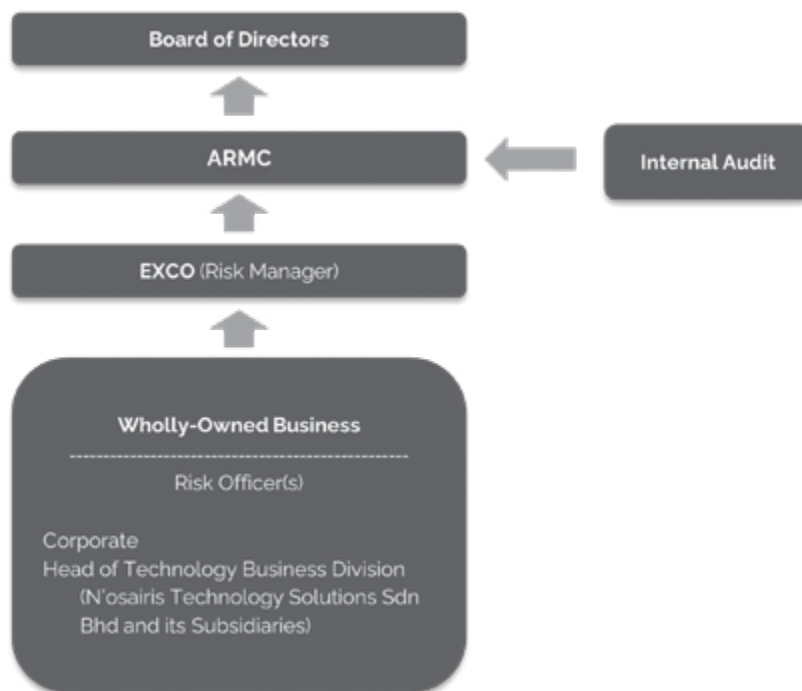 Board of Directors
ARMC
Internal Audit
EXCO (Risk Manager)
Wholly-Owned Business
--------------------------------------------------
Risk Officer(s)
Corporate
Head of Technology Business Division
(N'osairis Technology Solutions Sdn
Bhd and its Subsidiaries)